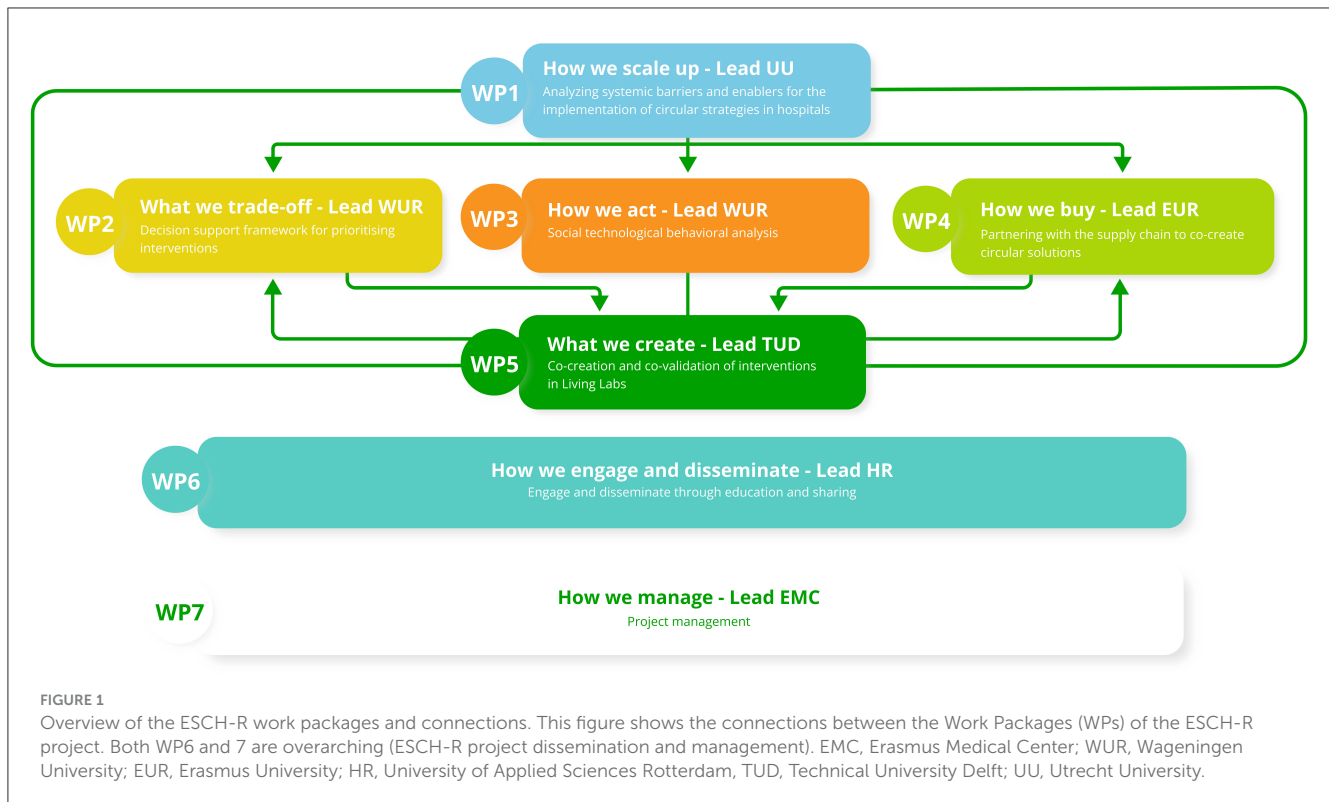 WP1
How we scale up - Lead UU
Analyzing systemic barriers and enablers for the
implementation of circular strategies in hospitals
WP2
What we trade-off - Lead WUR
Decision support framework for prioritising
interventions
WP3
How we act - Lead WUR
Social technological behavioral analysis
WP4
How we buy - Lead EUR
Partnering with the supply chain to co-create
circular solutions
WP5
What we create - Lead TUD
Co-creation and co-validation of interventions
in Living Labs
WP6
How we engage and disseminate - Lead HR
Engage and disseminate through education and sharing
WP7
How we manage - Lead EMC
Project management
FIGURE 1
Overview of the ESCH-R work packages and connections. This figure shows the connections between the Work Packages (WPs) of the ESCH-R
project. Both WP6 and 7 are overarching (ESCH-R project dissemination and management). EMC, Erasmus Medical Center; WUR, Wageningen
University; EUR, Erasmus University; HR, University of Applied Sciences Rotterdam, TUD, Technical University Delft; UU, Utrecht University.